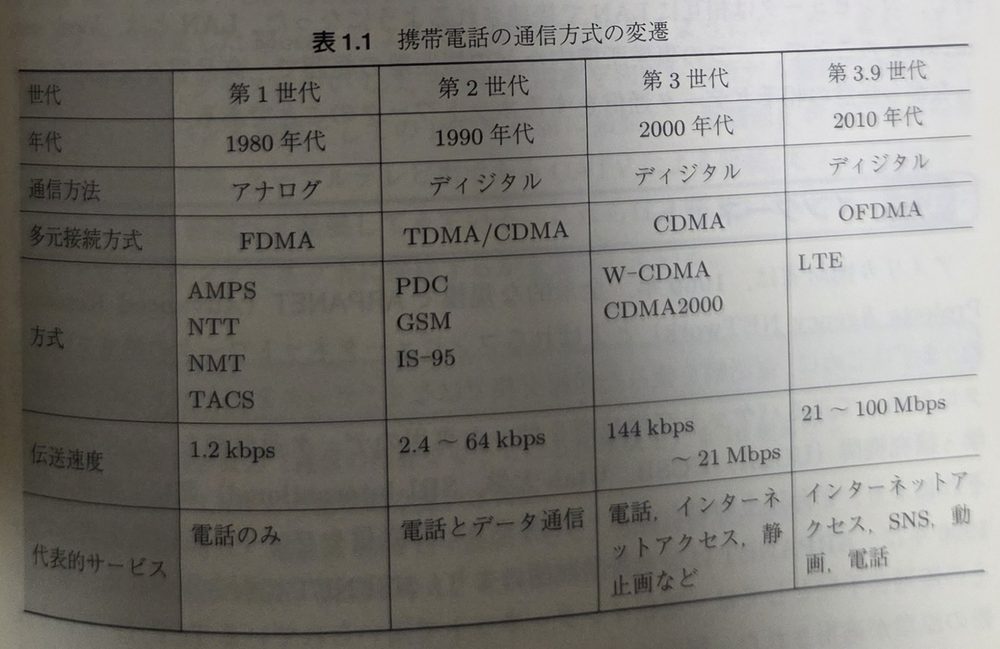 表1.1 携帯電話の通信方式の変遷
世代 第1世代 第2世代 第3世代 第3.9世代
年代 1980年代 1990年代 2000年代 2010年代
通信方法 アナログ ディジタル ディジタル ディジタル
多元接続方式 FDMA TDMA/CDMA CDMA OFDMA
方式
AMPS
NTT
NMT
TACS
PDC
GSM
IS-95
W-CDMA
CDMA2000
LTE
伝送速度
1.2 kbps
2.4 ～ 64 kbps
144 kbps
～ 21 Mbps
21 ～ 100 Mbps
代表的サービス
電話のみ
電話とデータ通信
電話，インターネ
ットアクセス，静
止画など
インターネットア
クセス，SNS，動
画，電話